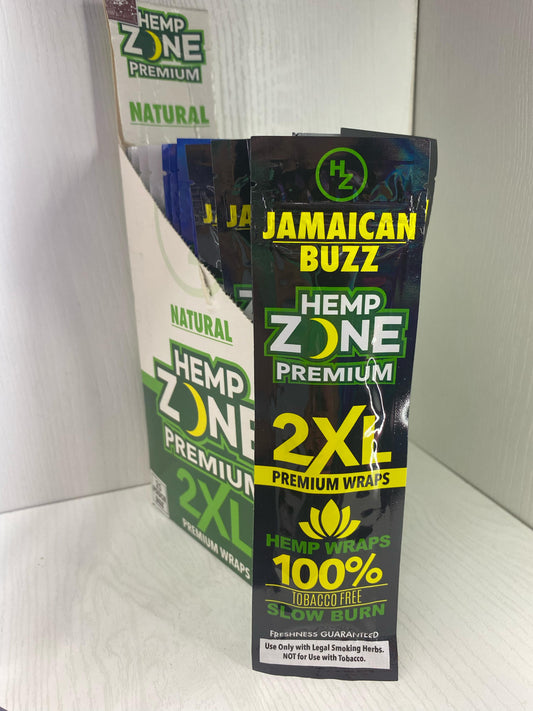 HEMP
ZONE
PREMIUM
NATURAL
NATURAL
HEMP
ZONE
PREMIUM
2XL
PREMIUM WRAPS
HZ
JAMAICAN
BUZZ
HEMP
ZONE
PREMIUM
2XL
PREMIUM WRAPS
HEMP WRAPS
100%
TOBACCO FREE
SLOW BURN
FRESHNESS GUARANTEED
Use Only with Legal Smoking Herbs.
NOT for Use with Tobacco.